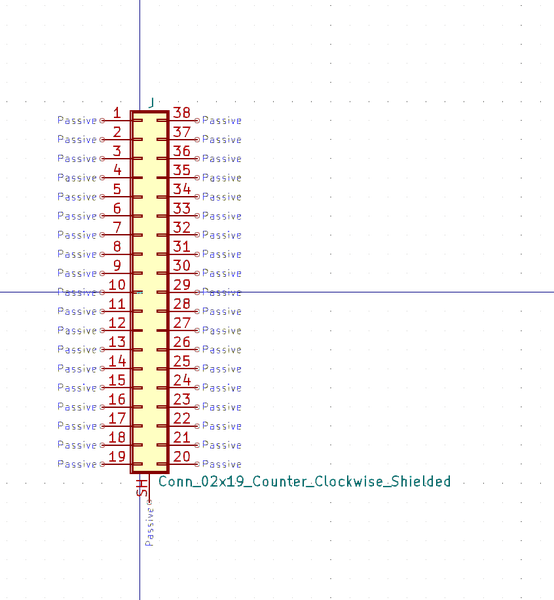 J
Passive 1 38 Passive
Passive 2 37 Passive
Passive 3 36 Passive
Passive 4 35 Passive
Passive 5 34 Passive
Passive 6 33 Passive
Passive 7 32 Passive
Passive 8 31 Passive
Passive 9 30 Passive
Passive 10 29 Passive
Passive 11 28 Passive
Passive 12 27 Passive
Passive 13 26 Passive
Passive 14 25 Passive
Passive 15 24 Passive
Passive 16 23 Passive
Passive 17 22 Passive
Passive 18 21 Passive
Passive 19 20 Passive
SH
Conn_02x19_Counter_Clockwise_Shielded
Passive